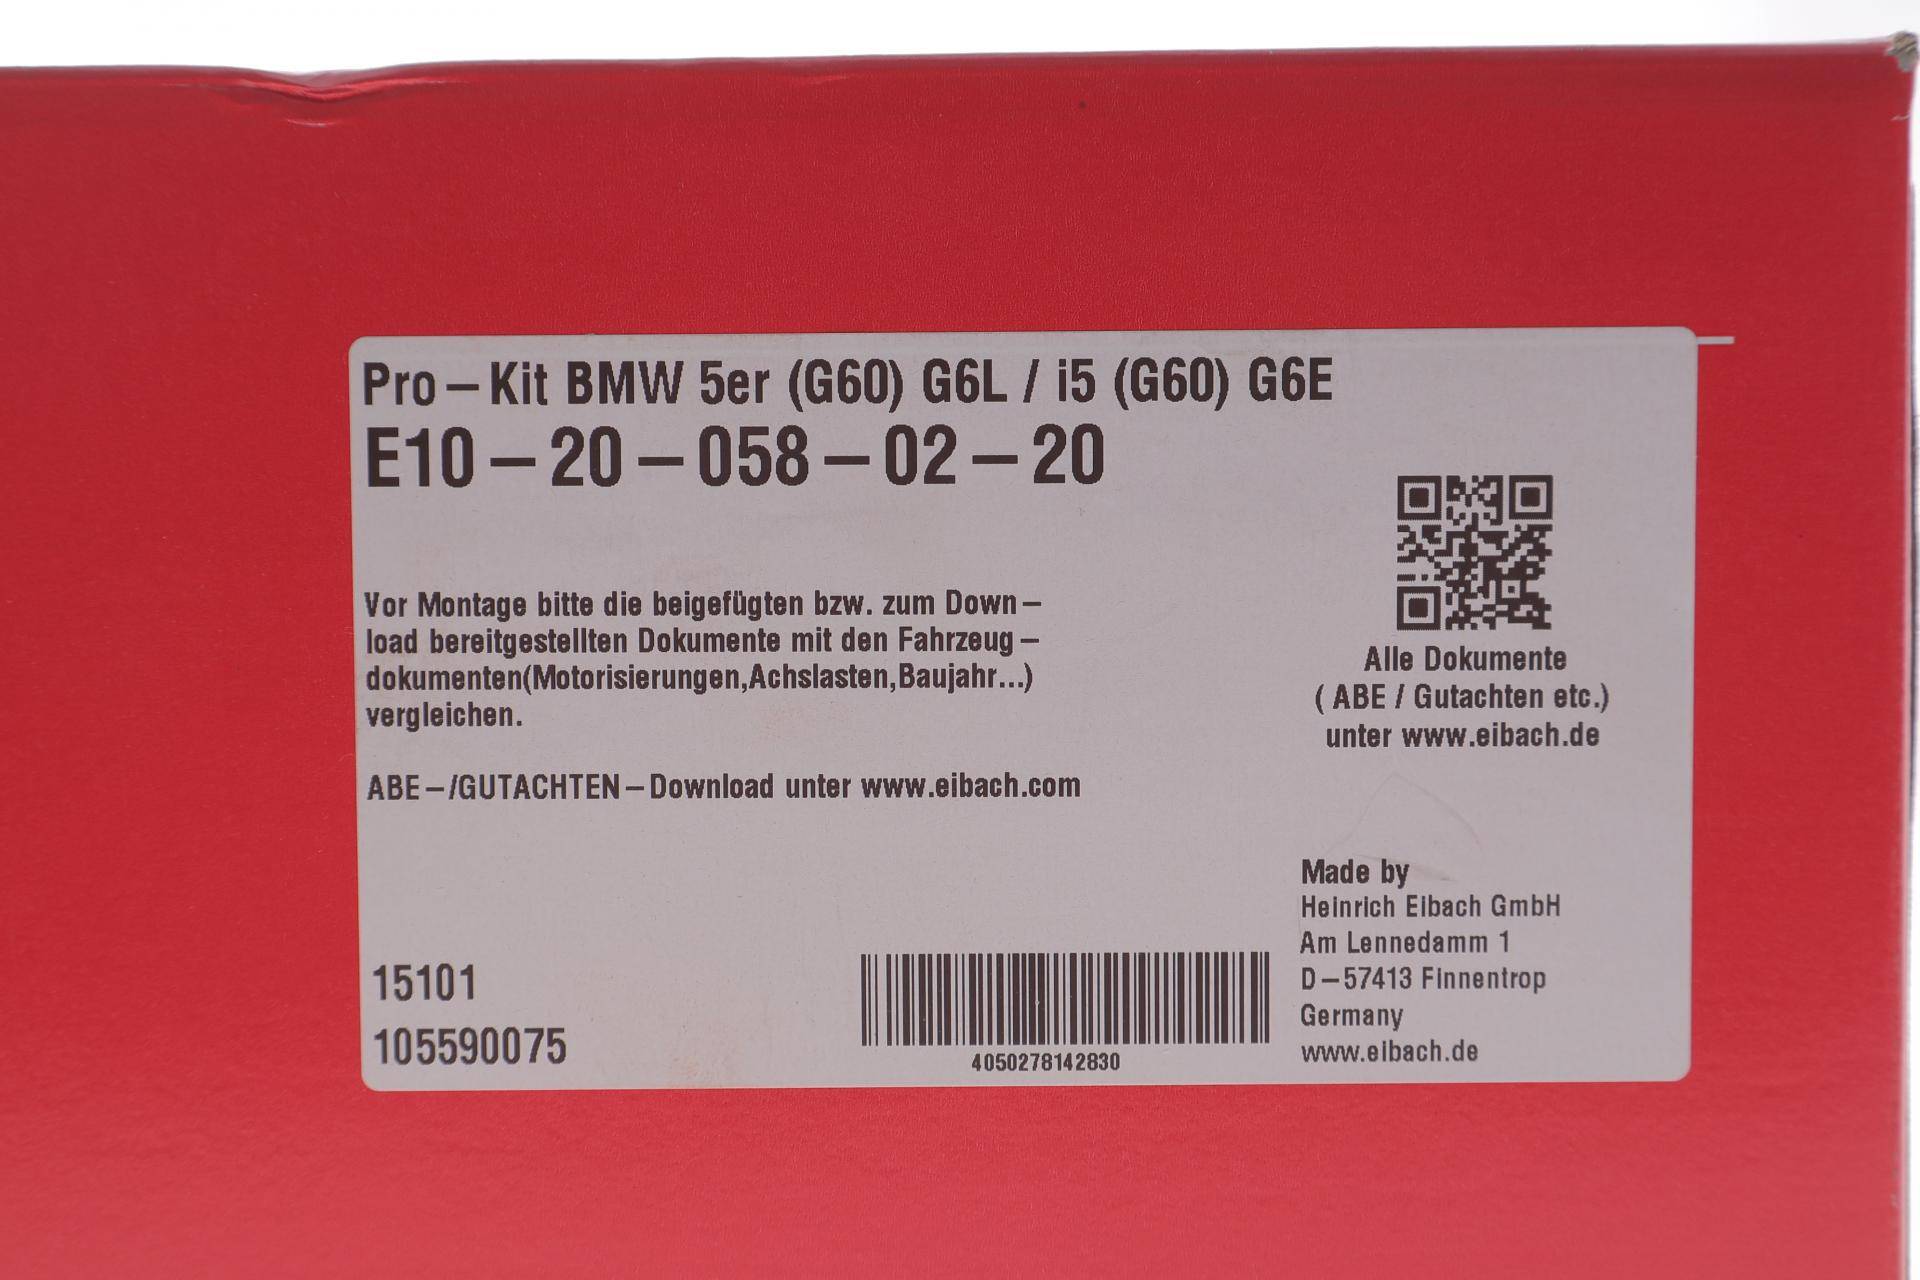 Pro-Kit BMW 5er (G60) G6L / i5 (G60) G6E
E10-20-058-02-20
Vor Montage bitte die beigefügten bzw. zum Down-
load bereitgestellten Dokumente mit den Fahrzeug-
dokumenten(Motorisierungen,Achslasten,Baujahr...)
vergleichen.
ABE-/GUTACHTEN-Download unter www.eibach.com
Alle Dokumente
( ABE / Gutachten etc.)
unter www.eibach.de
Made by
Heinrich Eibach GmbH
Am Lennedamm 1
D-57413 Finnentrop
Germany
www.eibach.de
15101
105590075
4050278142830